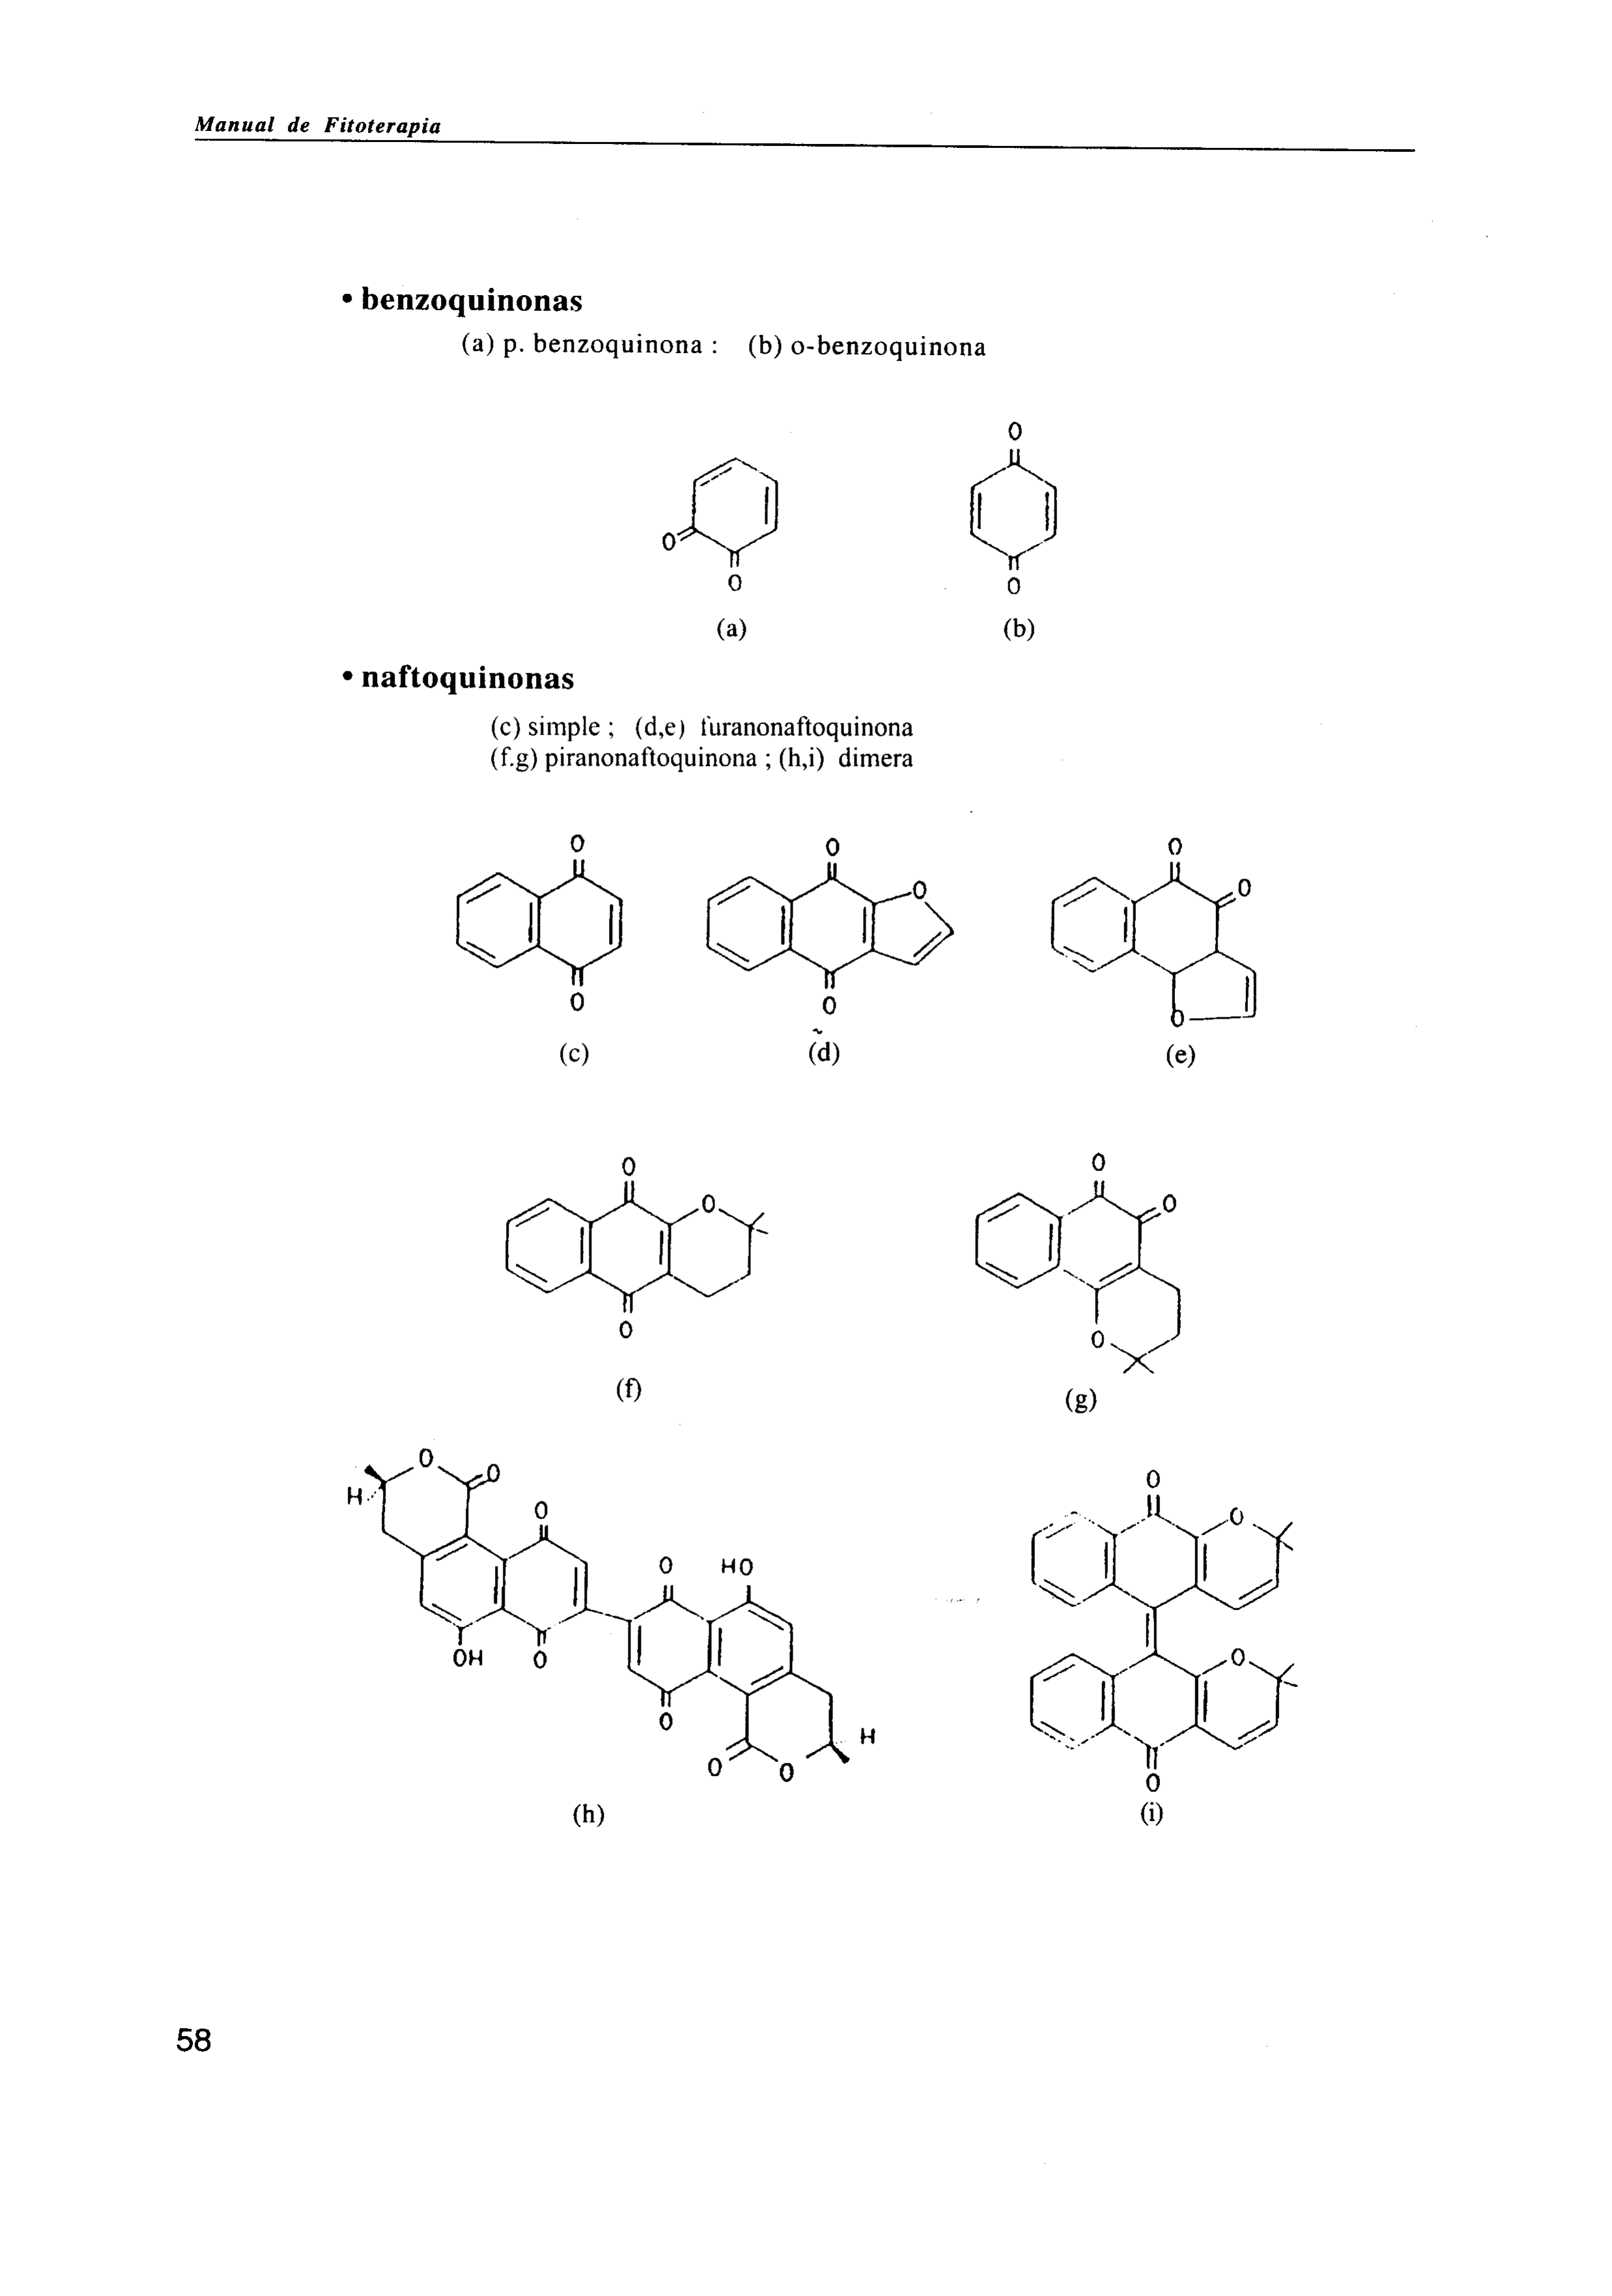 Manual de Fitoterapia
• benzoquinonas
(a) p. benzoquinona : (b) o-benzoquinona
O
O
O
O
(a) (b)
• naftoquinonas
(c) simple ; (d,e) furanonaftoquinona
(f.g) piranonaftoquinona ; (h,i) dimera
O O O
O O
O
O O
(c) (d) (e)
O O
O O
O O
(f) (g)
O O O
H O
O HO O
OH O O
O H
O O O
(h) (i)
58